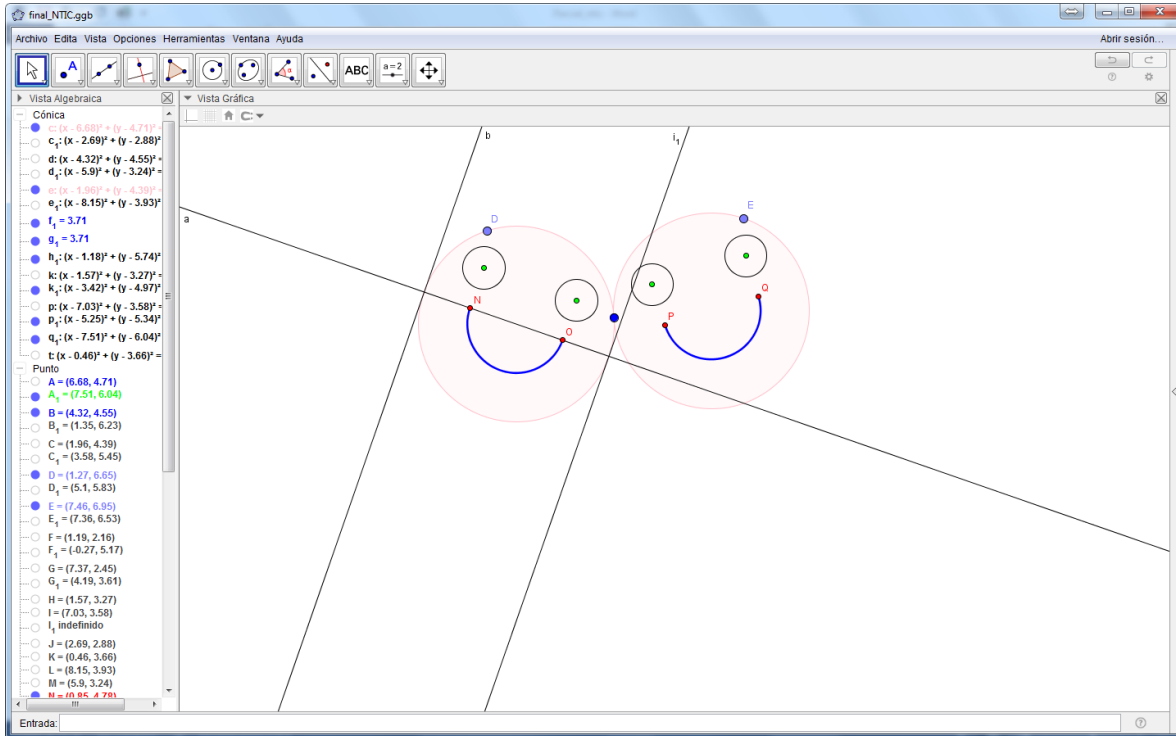 final_NTIC.ggb
Archivo Edita Vista Opciones Herramientas Ventana Ayuda
Abrir sesión...
A
α
ABC
a=2
Vista Algebraica
Vista Gráfica
Cónica
c: (x - 6.68)² + (y - 4.71)² =
c₁: (x - 2.69)² + (y - 2.88)²
d: (x - 4.32)² + (y - 4.55)² =
d₁: (x - 5.9)² + (y - 3.24)² =
e: (x - 1.96)² + (y - 4.39)² =
e₁: (x - 8.15)² + (y - 3.93)²
f₁ = 3.71
g₁ = 3.71
h₁: (x - 1.18)² + (y - 5.74)²
k: (x - 1.57)² + (y - 3.27)² =
k₁: (x - 3.42)² + (y - 4.97)²
p: (x - 7.03)² + (y - 3.58)² =
p₁: (x - 5.25)² + (y - 5.34)²
q₁: (x - 7.51)² + (y - 6.04)²
t: (x - 0.46)² + (y - 3.66)² =
Punto
A = (6.68, 4.71)
A₁ = (7.51, 6.04)
B = (4.32, 4.55)
B₁ = (1.35, 6.23)
C = (1.96, 4.39)
C₁ = (3.58, 5.45)
D = (1.27, 6.65)
D₁ = (5.1, 5.83)
E = (7.46, 6.95)
E₁ = (7.36, 6.53)
F = (1.19, 2.16)
F₁ = (-0.27, 5.17)
G = (7.37, 2.45)
G₁ = (4.19, 3.61)
H = (1.57, 3.27)
I = (7.03, 3.58)
I₁ indefinido
J = (2.69, 2.88)
K = (0.46, 3.66)
L = (8.15, 3.93)
M = (5.9, 3.24)
N = (0.85, 4.78)
b
i₁
a
D
E
N
O
P
Q
Entrada: